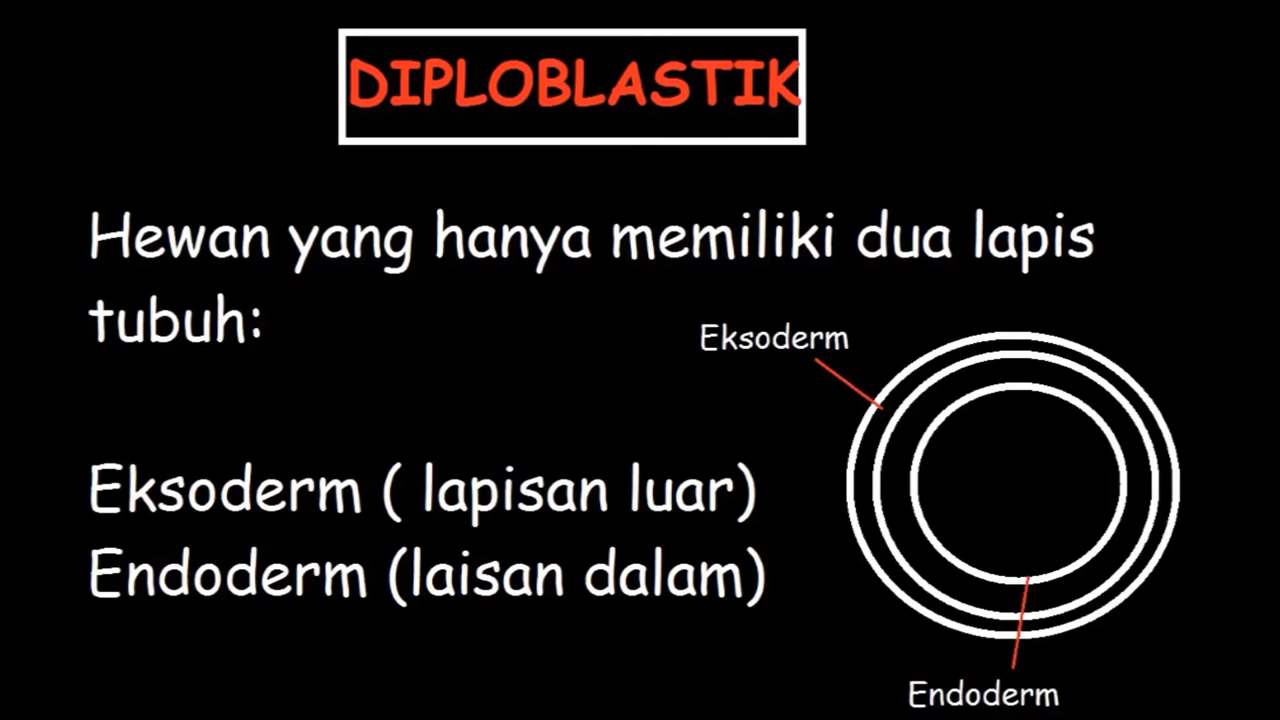 DIPLOBLASTIK
Hewan yang hanya memiliki dua lapis
tubuh:
Eksoderm
Eksoderm ( lapisan luar)
Endoderm (laisan dalam)
Endoderm